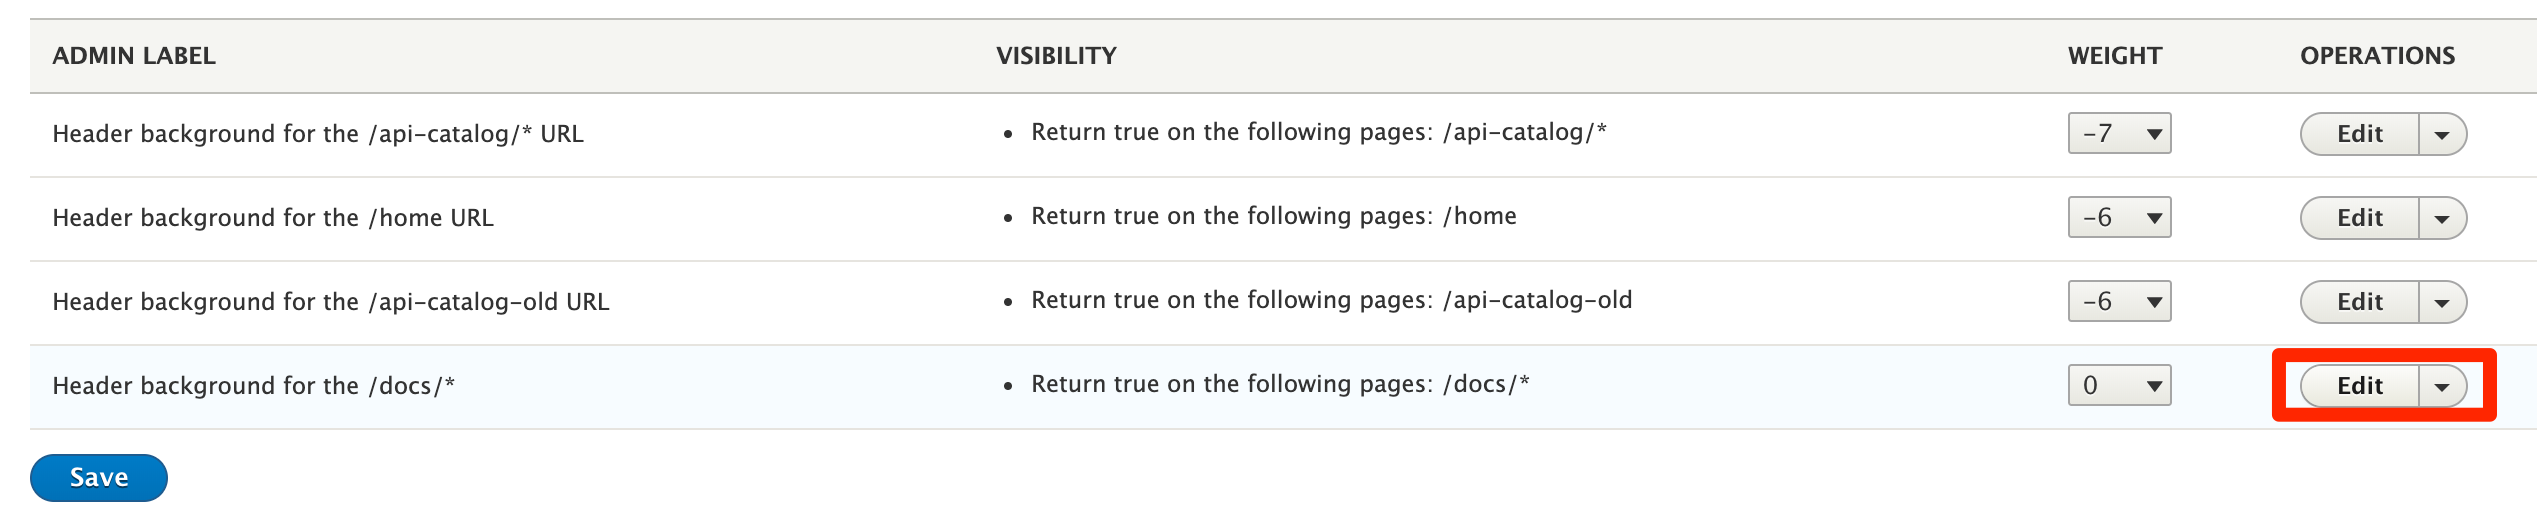 ADMIN LABEL VISIBILITY WEIGHT OPERATIONS
Header background for the /api-catalog/* URL • Return true on the following pages: /api-catalog/* -7 Edit
Header background for the /home URL • Return true on the following pages: /home -6 Edit
Header background for the /api-catalog-old URL • Return true on the following pages: /api-catalog-old -6 Edit
Header background for the /docs/* • Return true on the following pages: /docs/* 0 Edit
Save